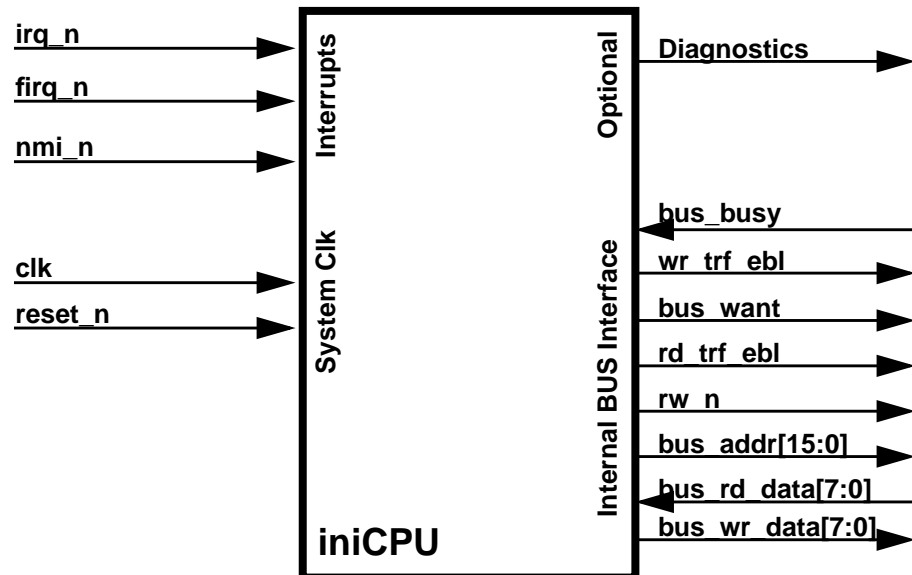 irq_n
firq_n
nmi_n
clk
reset_n
Interrupts
System Clk
Optional
Internal BUS Interface
iniCPU
Diagnostics
bus_busy
wr_trf_ebl
bus_want
rd_trf_ebl
rw_n
bus_addr[15:0]
bus_rd_data[7:0]
bus_wr_data[7:0]